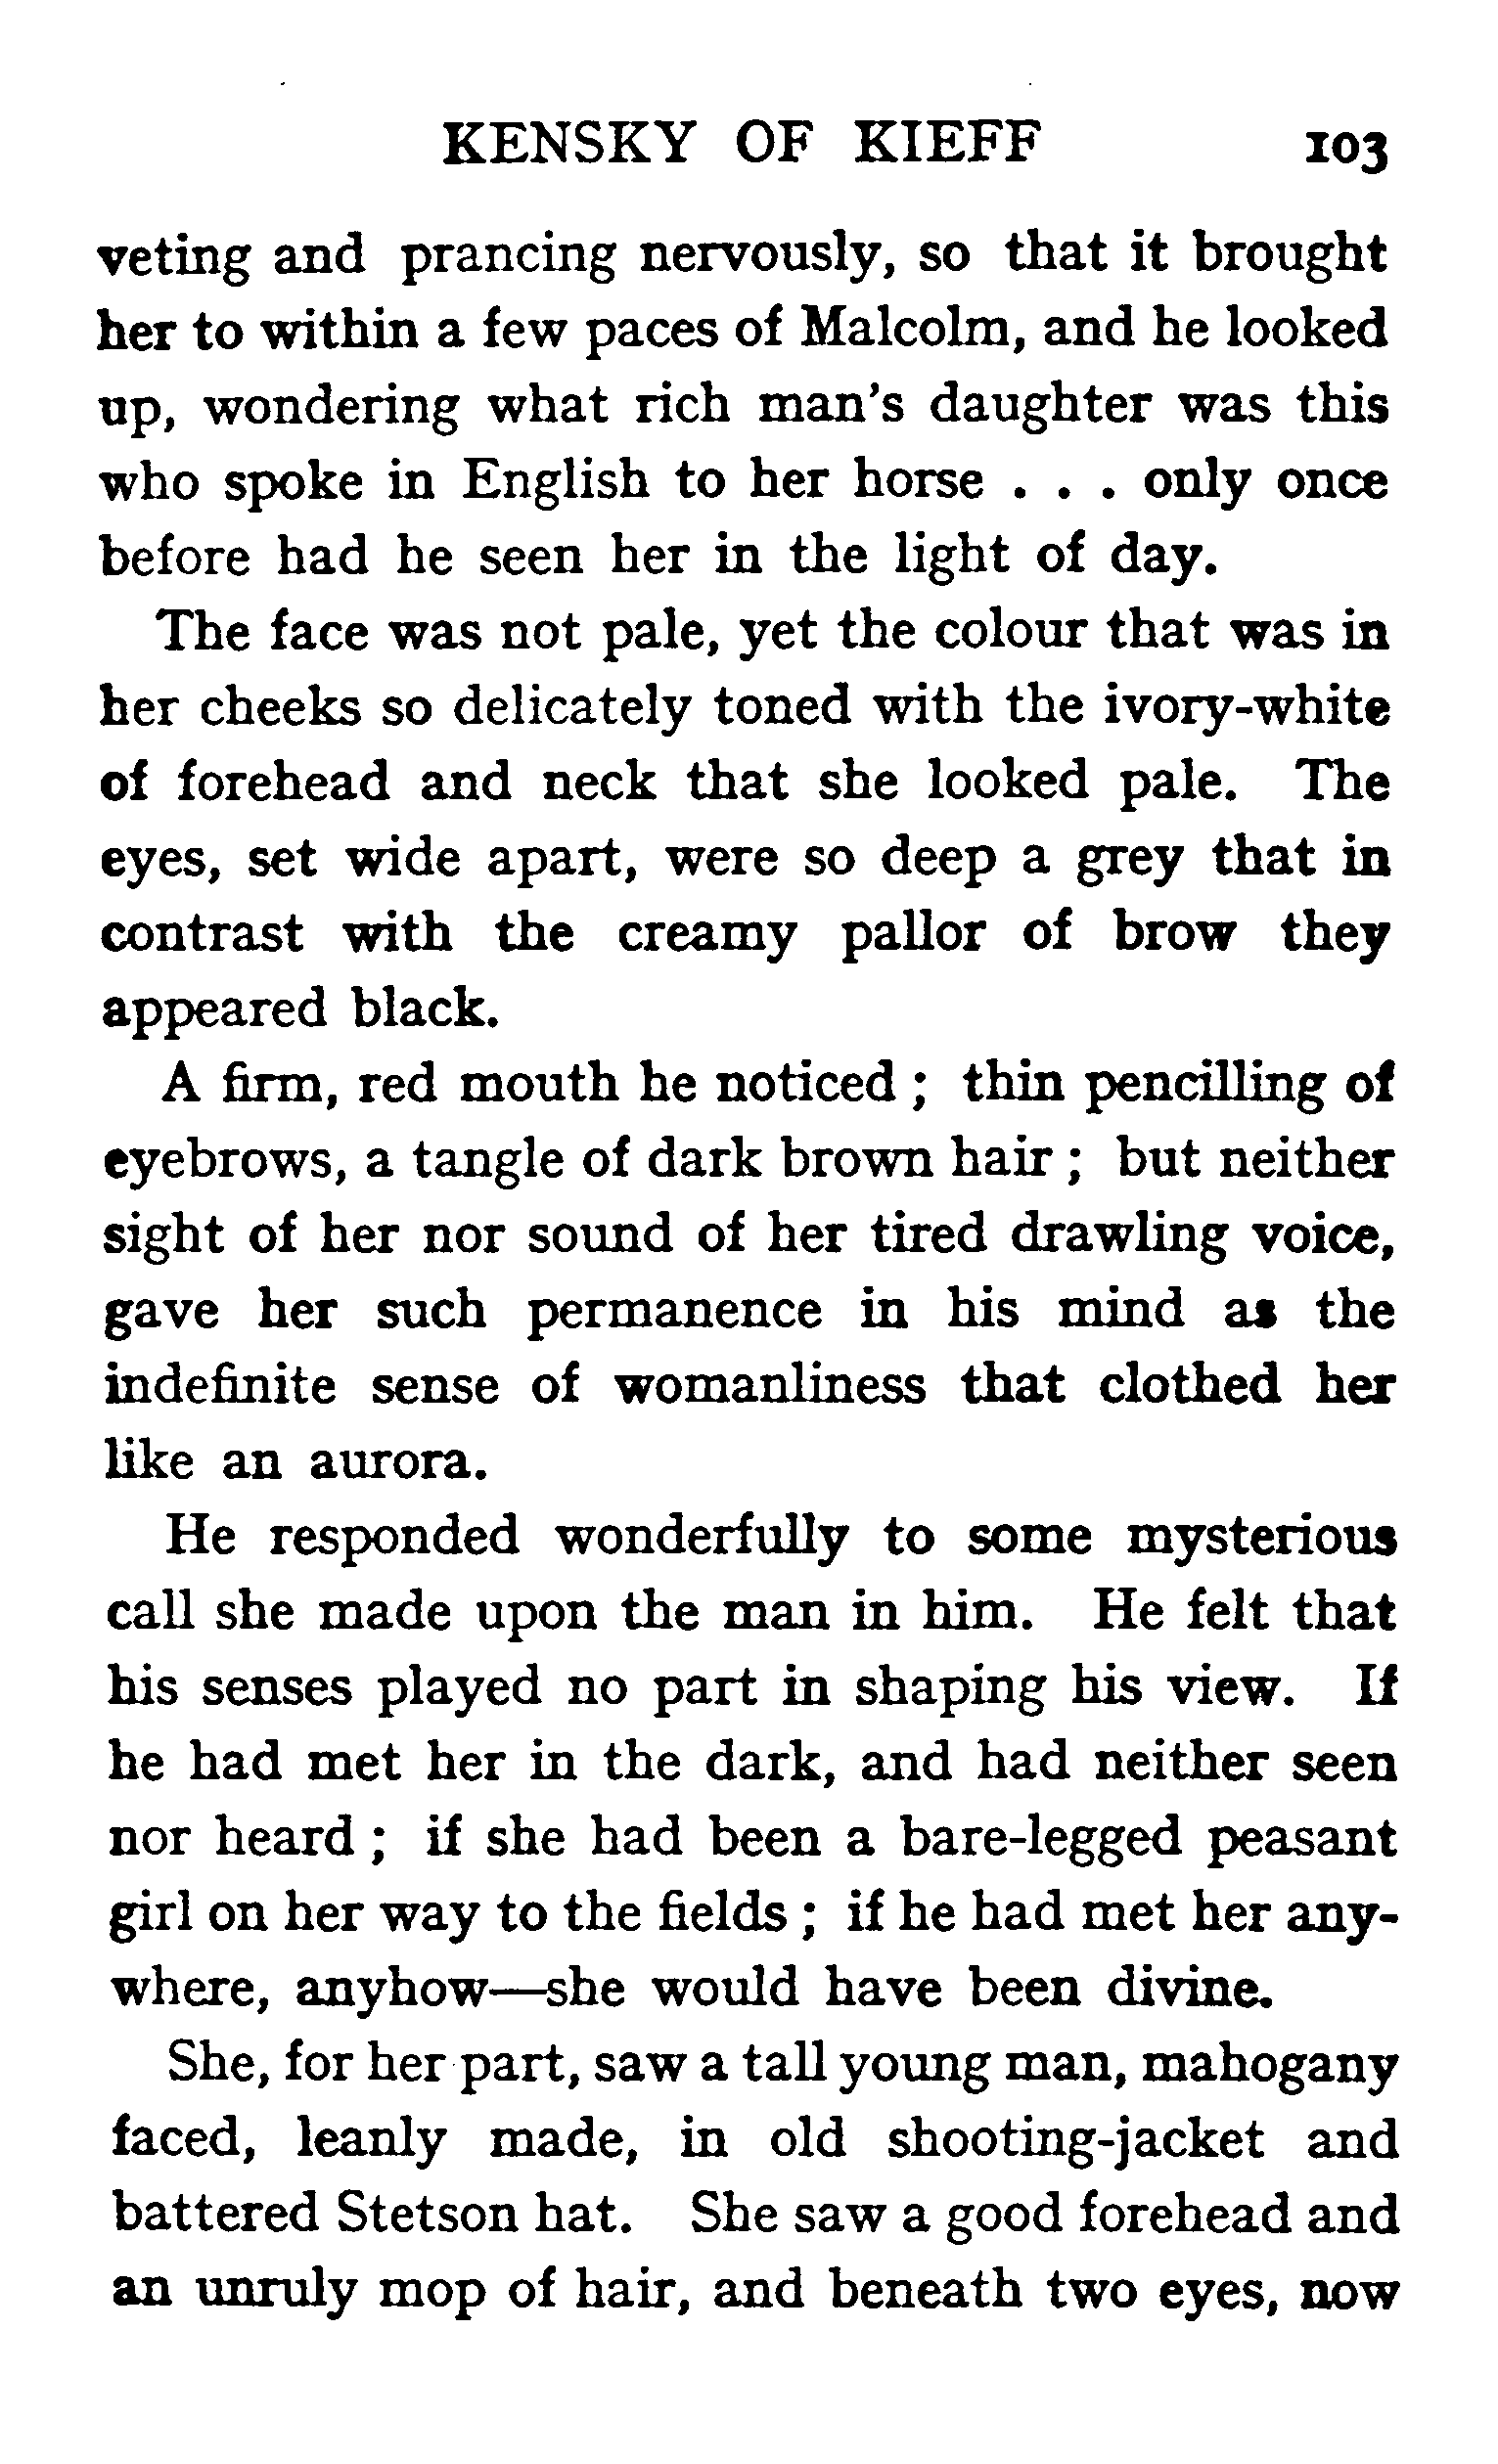 KENSKY OF KIEFF 103
veting and prancing nervously, so that it brought
her to within a few paces of Malcolm, and he looked
up, wondering what rich man's daughter was this
who spoke in English to her horse . . . only once
before had he seen her in the light of day.
The face was not pale, yet the colour that was in
her cheeks so delicately toned with the ivory-white
of forehead and neck that she looked pale. The
eyes, set wide apart, were so deep a grey that in
contrast with the creamy pallor of brow they
appeared black.
A firm, red mouth he noticed ; thin pencilling of
eyebrows, a tangle of dark brown hair ; but neither
sight of her nor sound of her tired drawling voice,
gave her such permanence in his mind as the
indefinite sense of womanliness that clothed her
like an aurora.
He responded wonderfully to some mysterious
call she made upon the man in him. He felt that
his senses played no part in shaping his view. If
he had met her in the dark, and had neither seen
nor heard ; if she had been a bare-legged peasant
girl on her way to the fields ; if he had met her any-
where, anyhow—she would have been divine.
She, for her part, saw a tall young man, mahogany
faced, leanly made, in old shooting-jacket and
battered Stetson hat. She saw a good forehead and
an unruly mop of hair, and beneath two eyes, now